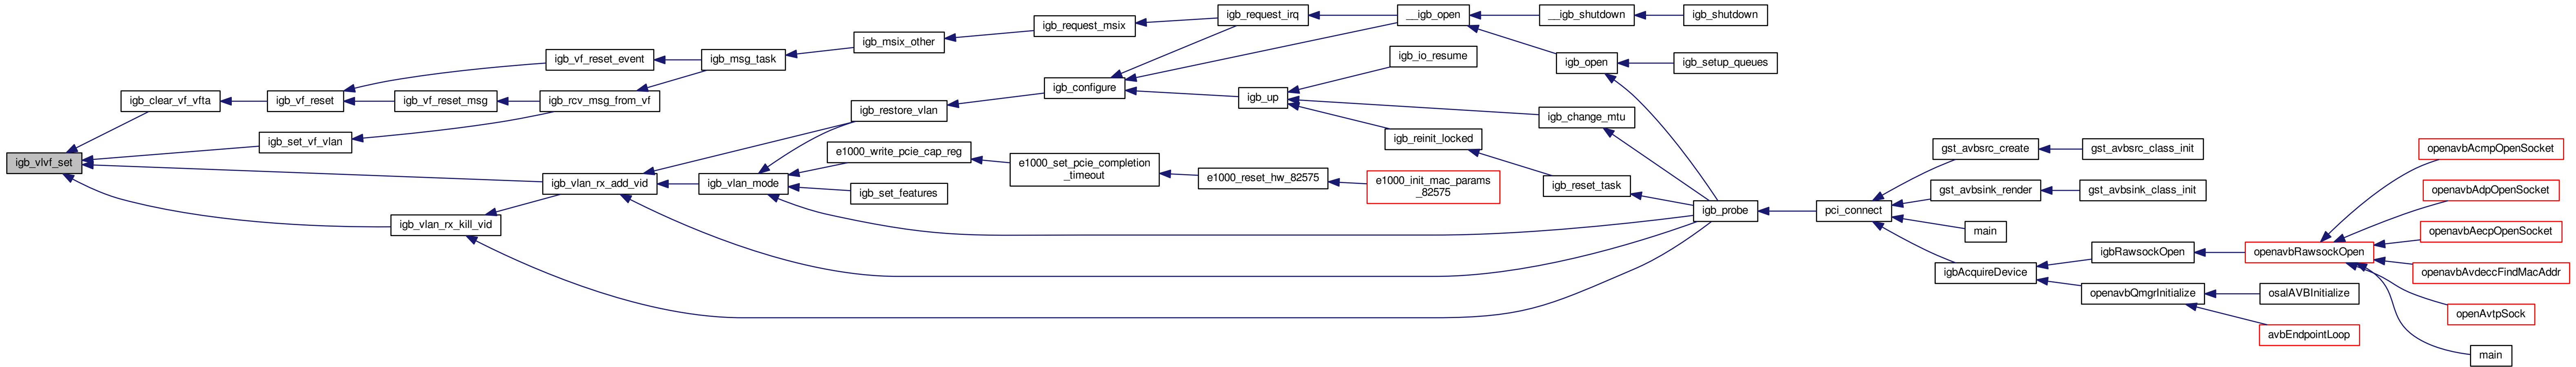 igb_vlvf_set
igb_clear_vf_vfta
igb_set_vf_vlan
igb_vlan_rx_kill_vid
igb_vf_reset
igb_vf_reset_msg
igb_vf_reset_event
igb_rcv_msg_from_vf
igb_vlan_rx_add_vid
igb_msg_task
igb_vlan_mode
igb_msix_other
igb_restore_vlan
e1000_write_pcie_cap_reg
igb_set_features
igb_request_msix
igb_configure
e1000_set_pcie_completion
_timeout
igb_request_irq
igb_up
e1000_reset_hw_82575
__igb_open
igb_io_resume
igb_reinit_locked
e1000_init_mac_params
_82575
__igb_shutdown
igb_open
igb_change_mtu
igb_reset_task
igb_shutdown
igb_setup_queues
igb_probe
pci_connect
gst_avbsrc_create
gst_avbsink_render
main
igbAcquireDevice
gst_avbsrc_class_init
gst_avbsink_class_init
igbRawsockOpen
openavbQmgrInitialize
openavbRawsockOpen
osalAVBInitialize
avbEndpointLoop
openavbAcmpOpenSocket
openavbAdpOpenSocket
openavbAecpOpenSocket
openavbAvdeccFindMacAddr
openAvtpSock
main